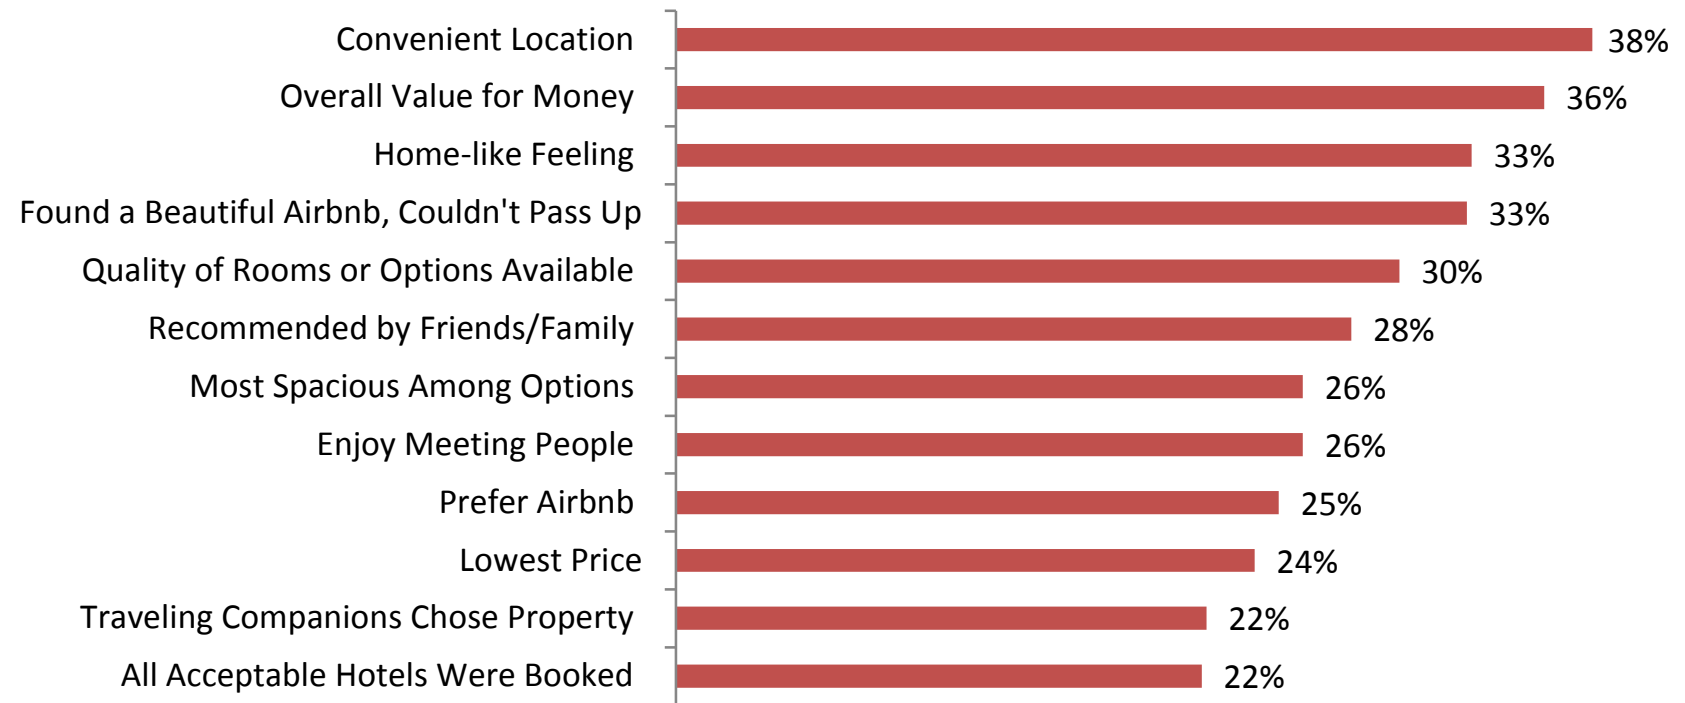 Convenient Location 38%
Overall Value for Money 36%
Home-like Feeling 33%
Found a Beautiful Airbnb, Couldn't Pass Up 33%
Quality of Rooms or Options Available 30%
Recommended by Friends/Family 28%
Most Spacious Among Options 26%
Enjoy Meeting People 26%
Prefer Airbnb 25%
Lowest Price 24%
Traveling Companions Chose Property 22%
All Acceptable Hotels Were Booked 22%